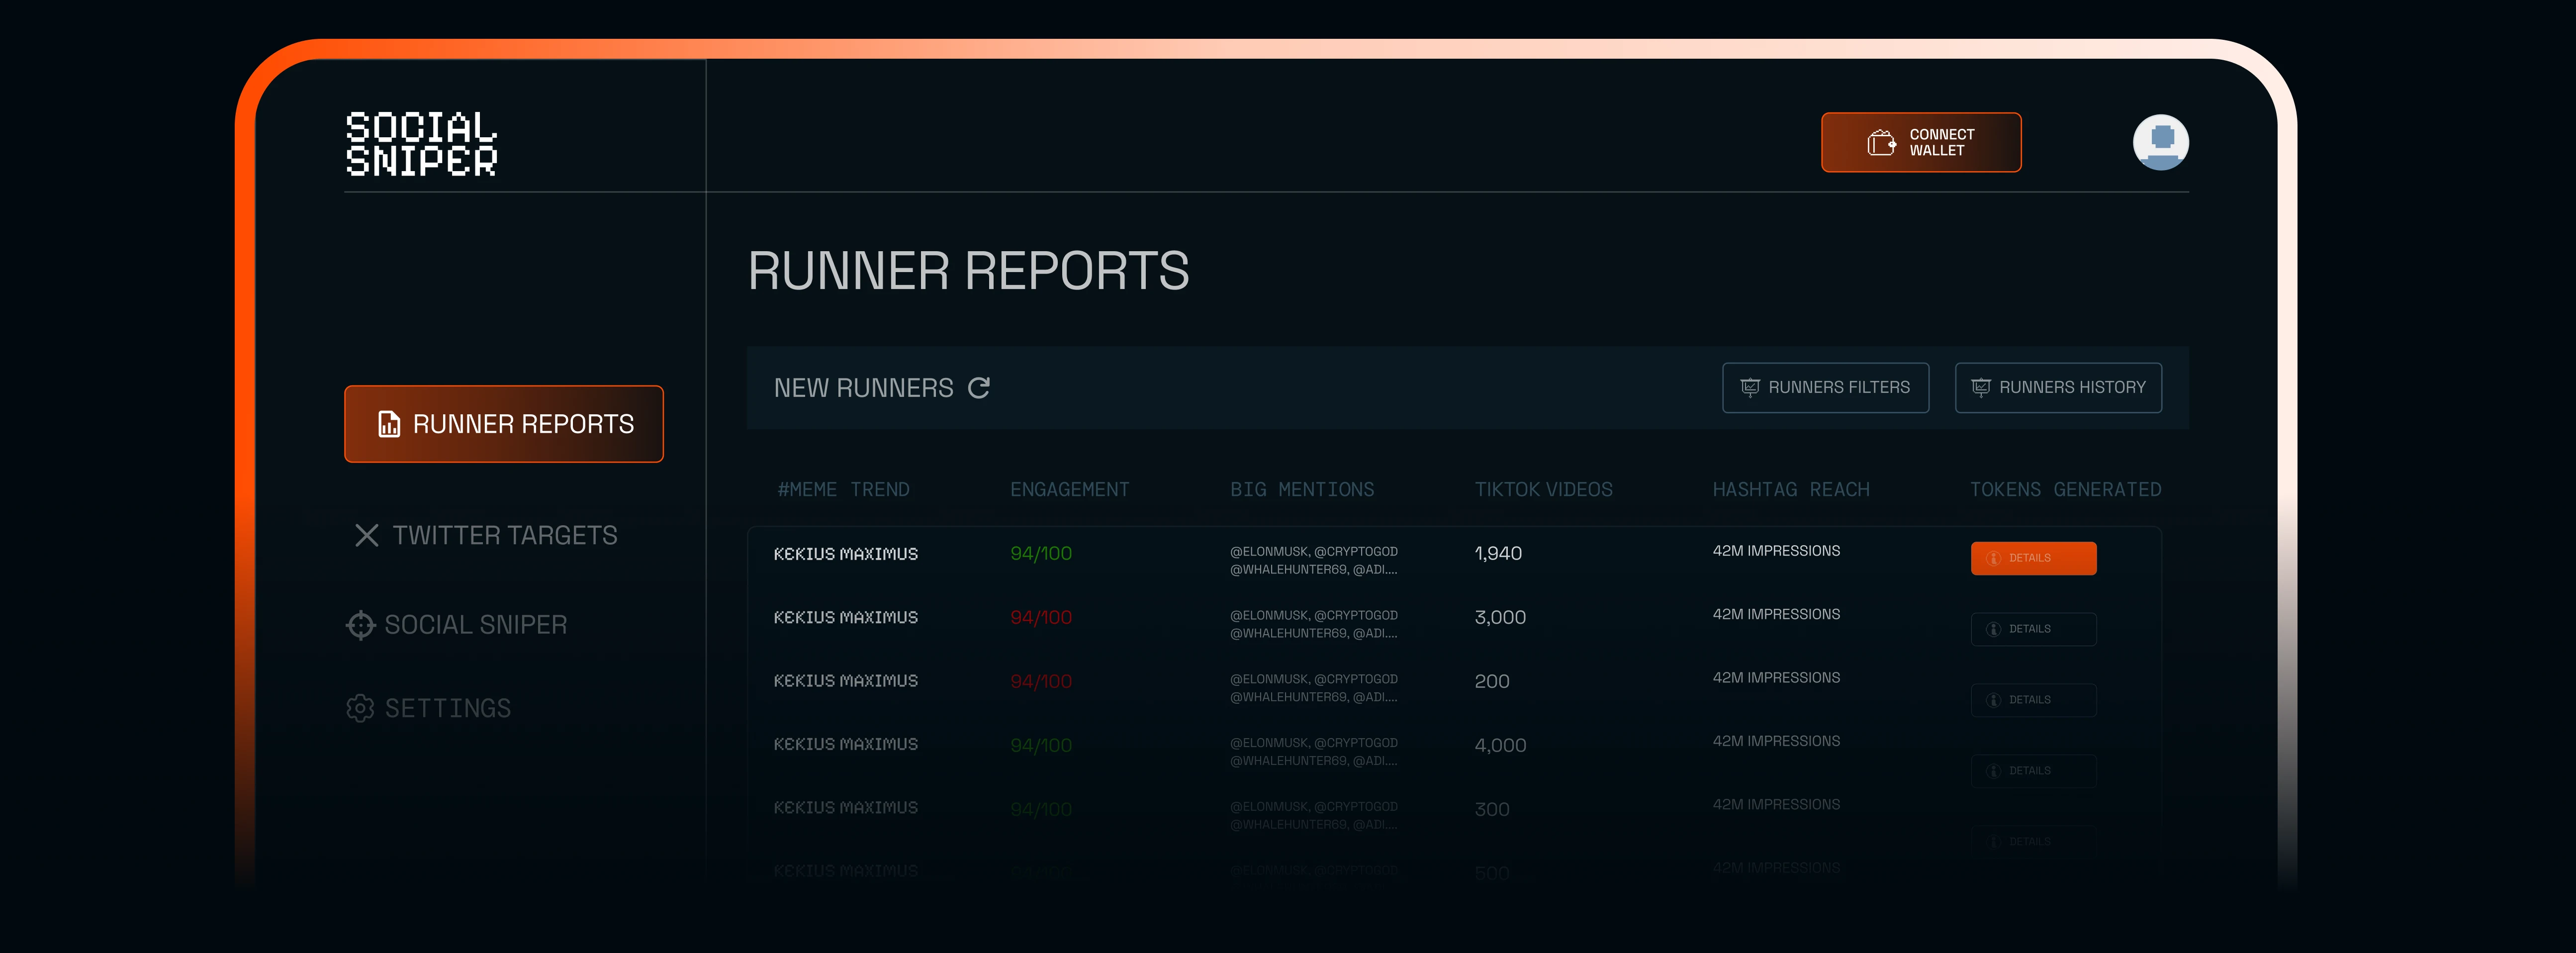 SOCIAL
SNIPER
CONNECT
WALLET
RUNNER REPORTS
RUNNER REPORTS
TWITTER TARGETS
SOCIAL SNIPER
SETTINGS
NEW RUNNERS
RUNNERS FILTERS
RUNNERS HISTORY
#MEME TREND ENGAGEMENT BIG MENTIONS TIKTOK VIDEOS HASHTAG REACH TOKENS GENERATED
KEKIUS MAXIMUS 94/100 @ELONMUSK, @CRYPTOGOD 1,940 42M IMPRESSIONS DETAILS
@WHALEHUNTER69, @ADI....
KEKIUS MAXIMUS 94/100 @ELONMUSK, @CRYPTOGOD 3,000 42M IMPRESSIONS DETAILS
@WHALEHUNTER69, @ADI....
KEKIUS MAXIMUS 94/100 @ELONMUSK, @CRYPTOGOD 200 42M IMPRESSIONS DETAILS
@WHALEHUNTER69, @ADI....
KEKIUS MAXIMUS 94/100 @ELONMUSK, @CRYPTOGOD 4,000 42M IMPRESSIONS DETAILS
@WHALEHUNTER69, @ADI....
KEKIUS MAXIMUS 94/100 @ELONMUSK, @CRYPTOGOD 300 42M IMPRESSIONS DETAILS
@WHALEHUNTER69, @ADI....
KEKIUS MAXIMUS @ELONMUSK, @CRYPTOGOD 500 42M IMPRESSIONS